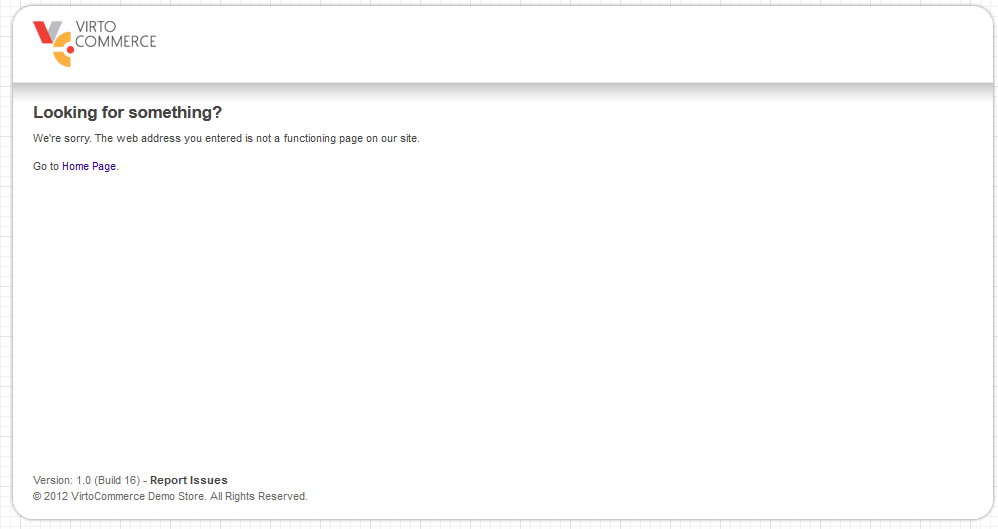 VIRTO
COMMERCE
Looking for something?
We're sorry. The web address you entered is not a functioning page on our site.
Go to Home Page.
Version: 1.0 (Build 16) - Report Issues
© 2012 VirtoCommerce Demo Store. All Rights Reserved.